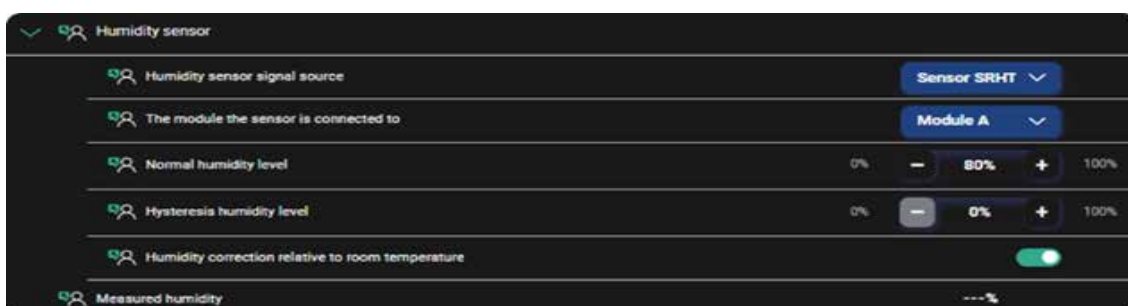 Humidity sensor
Humidity sensor signal source Sensor SRHT
The module the sensor is connected to Module A
Normal humidity level 0% − 80% + 100%
Hysteresis humidity level 0% − 0% + 100%
Humidity correction relative to room temperature
Measured humidity ---%